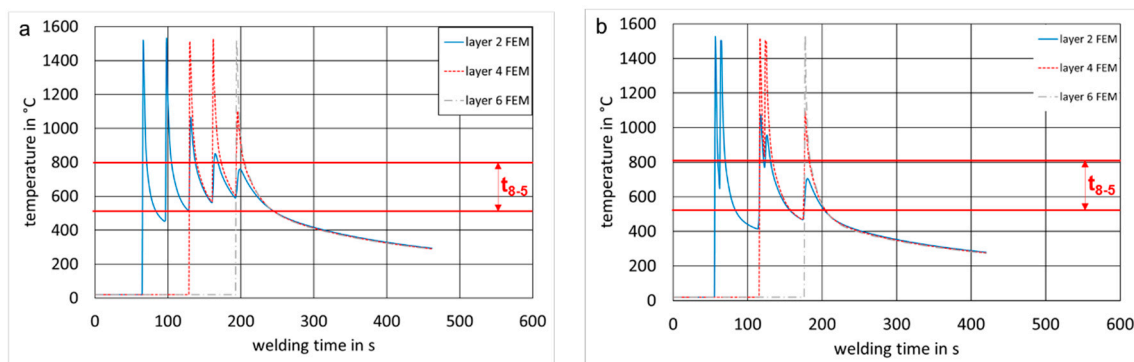 a
1600
1400
1200
1000
800
600
400
200
0
temperature in °C
0 100 200 300 400 500 600
welding time in s
layer 2 FEM
layer 4 FEM
layer 6 FEM
t8-5
b
1600
1400
1200
1000
800
600
400
200
0
temperature in °C
0 100 200 300 400 500 600
welding time in s
layer 2 FEM
layer 4 FEM
layer 6 FEM
t8-5